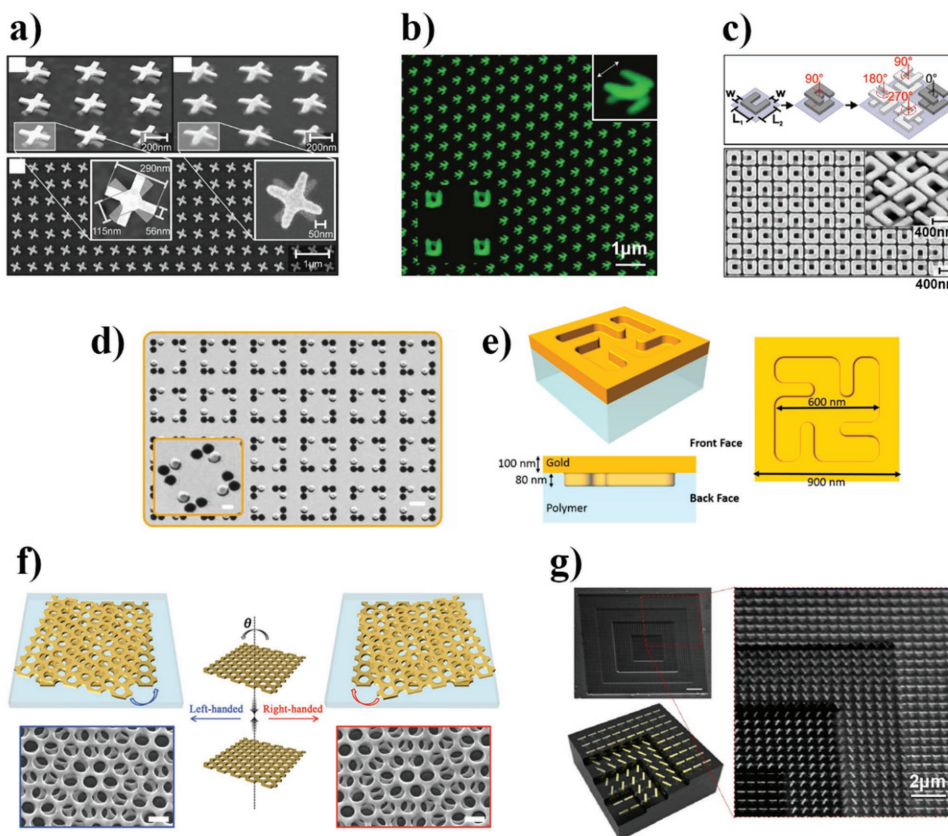 a)
200nm
200nm
290nm
115nm
56nm
50nm
1μm
b)
1μm
c)
W
W
L1
L2
90°
90°
180°
270°
0°
400nm
400nm
d)
e)
Front Face
100 nm
Gold
80 nm
Back Face
Polymer
600 nm
900 nm
f)
θ
Left-handed
Right-handed
g)
2μm